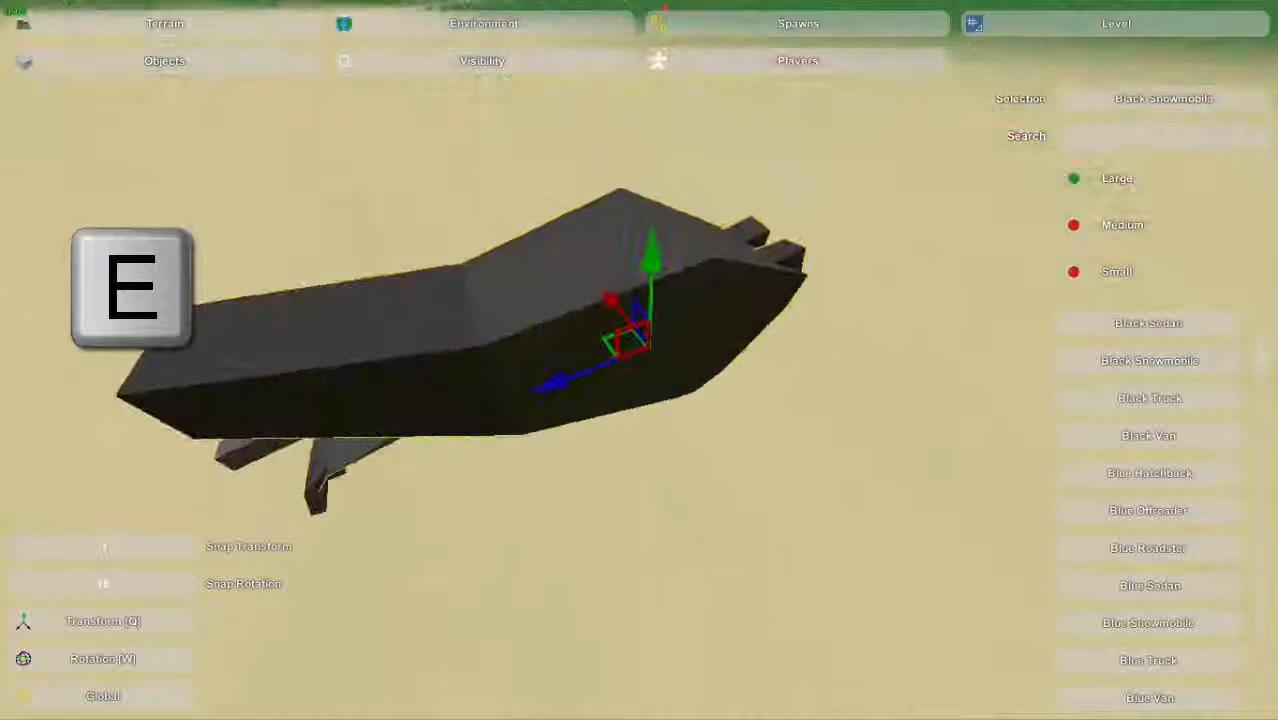 Terrain
Environment
Spawns
Level
Objects
Visibility
Players
Selection
Black Snowmobile
Search
Large
Medium
Small
E
Black Sedan
Black Snowmobile
Black Truck
Black Van
Blue Hatchback
Blue Offroader
Blue Roadster
Blue Sedan
Blue Snowmobile
Blue Truck
Blue Van
Snap Transform
Snap Rotation
Transform [Q]
Rotation [W]
Global